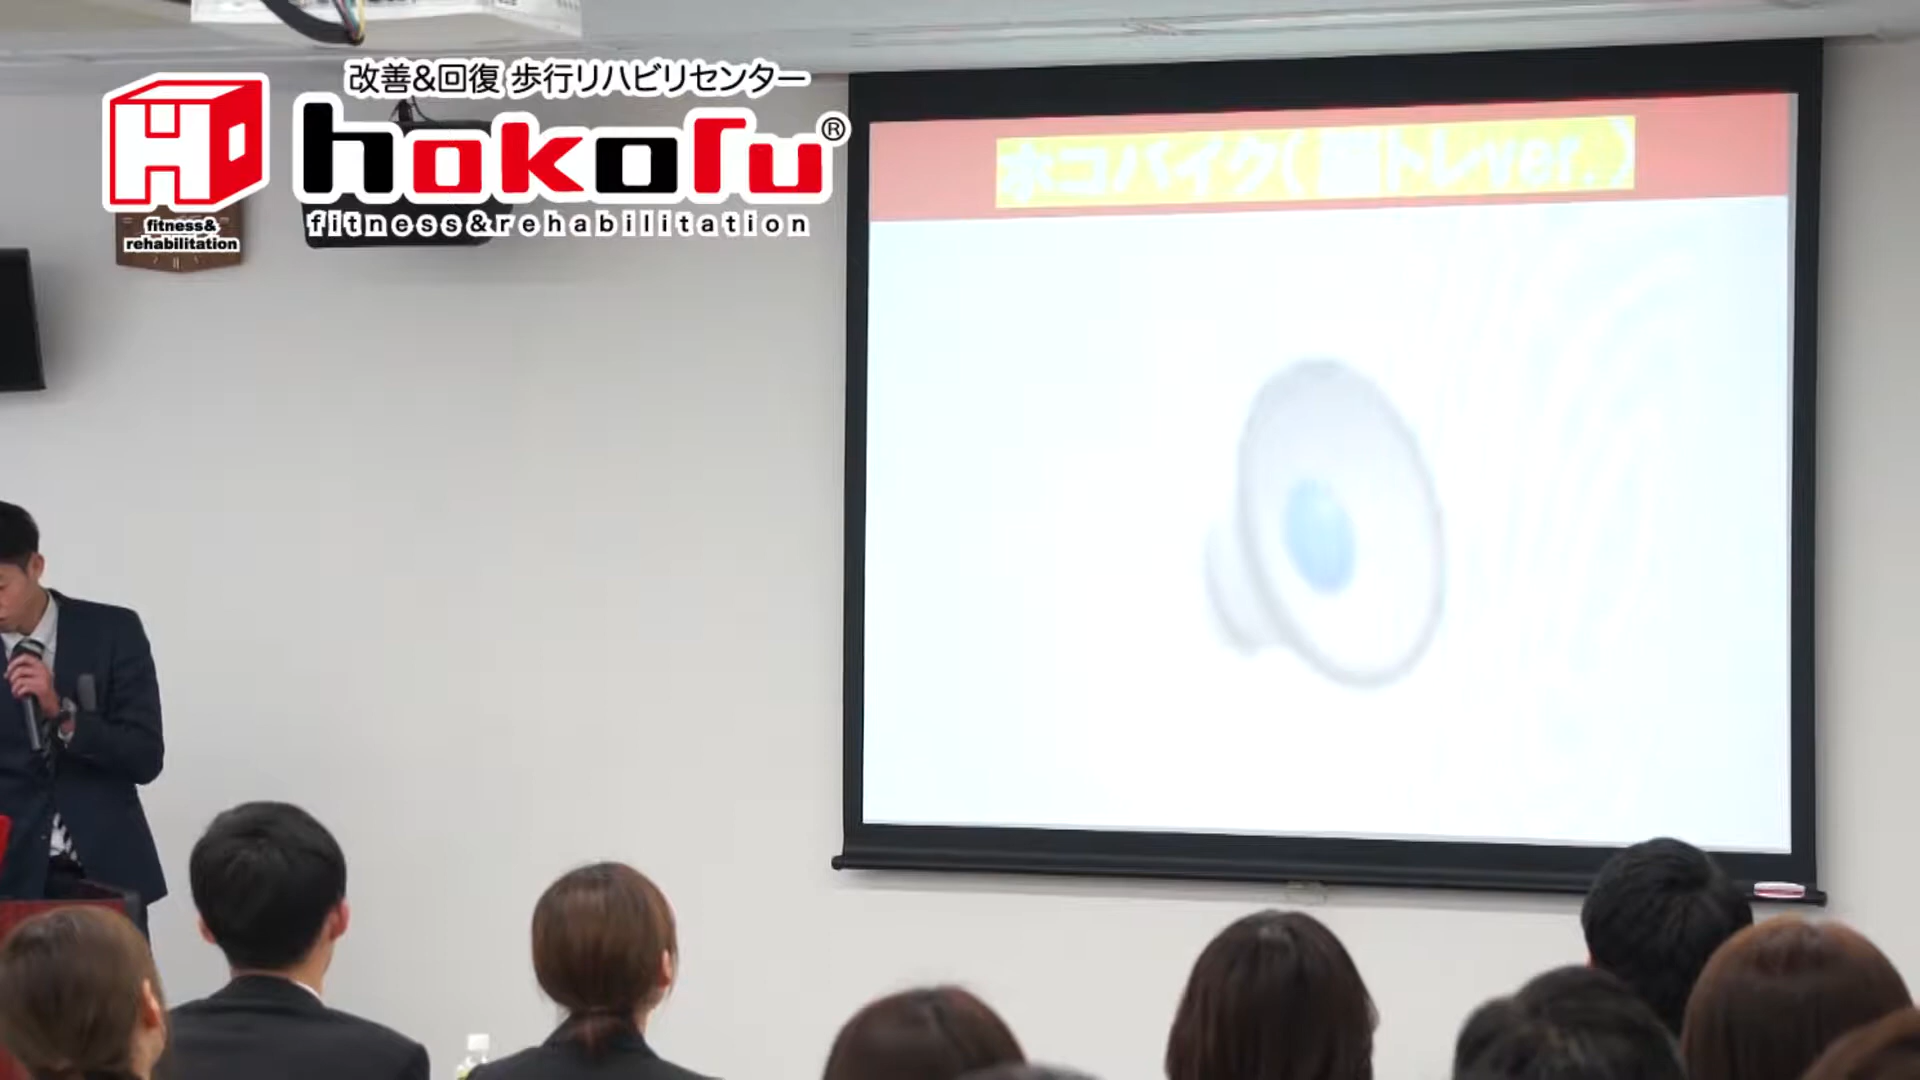 改善&回復 歩行リハビリセンター
hokoru®
fitness&rehabilitation
H
fitness&
rehabilitation
ホコバイク(脳トレver.)